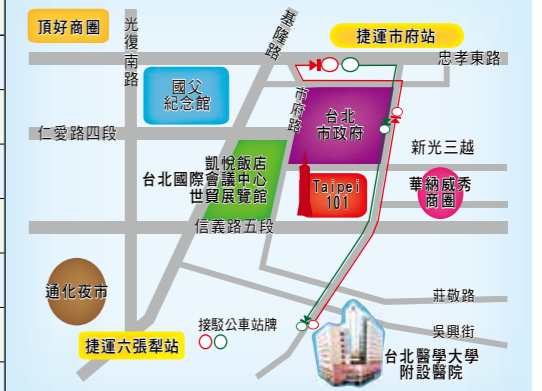 頂好商圈
光復南路
基隆路
捷運市府站
忠孝東路
國父
紀念館
市府路
台北
市政府
仁愛路四段
新光三越
凱悅飯店
台北國際會議中心
世貿展覽館
Taipei
101
華納威秀
商圈
信義路五段
通化夜市
莊敬路
接駁公車站牌
吳興街
捷運六張犁站
台北醫學大學
附設醫院